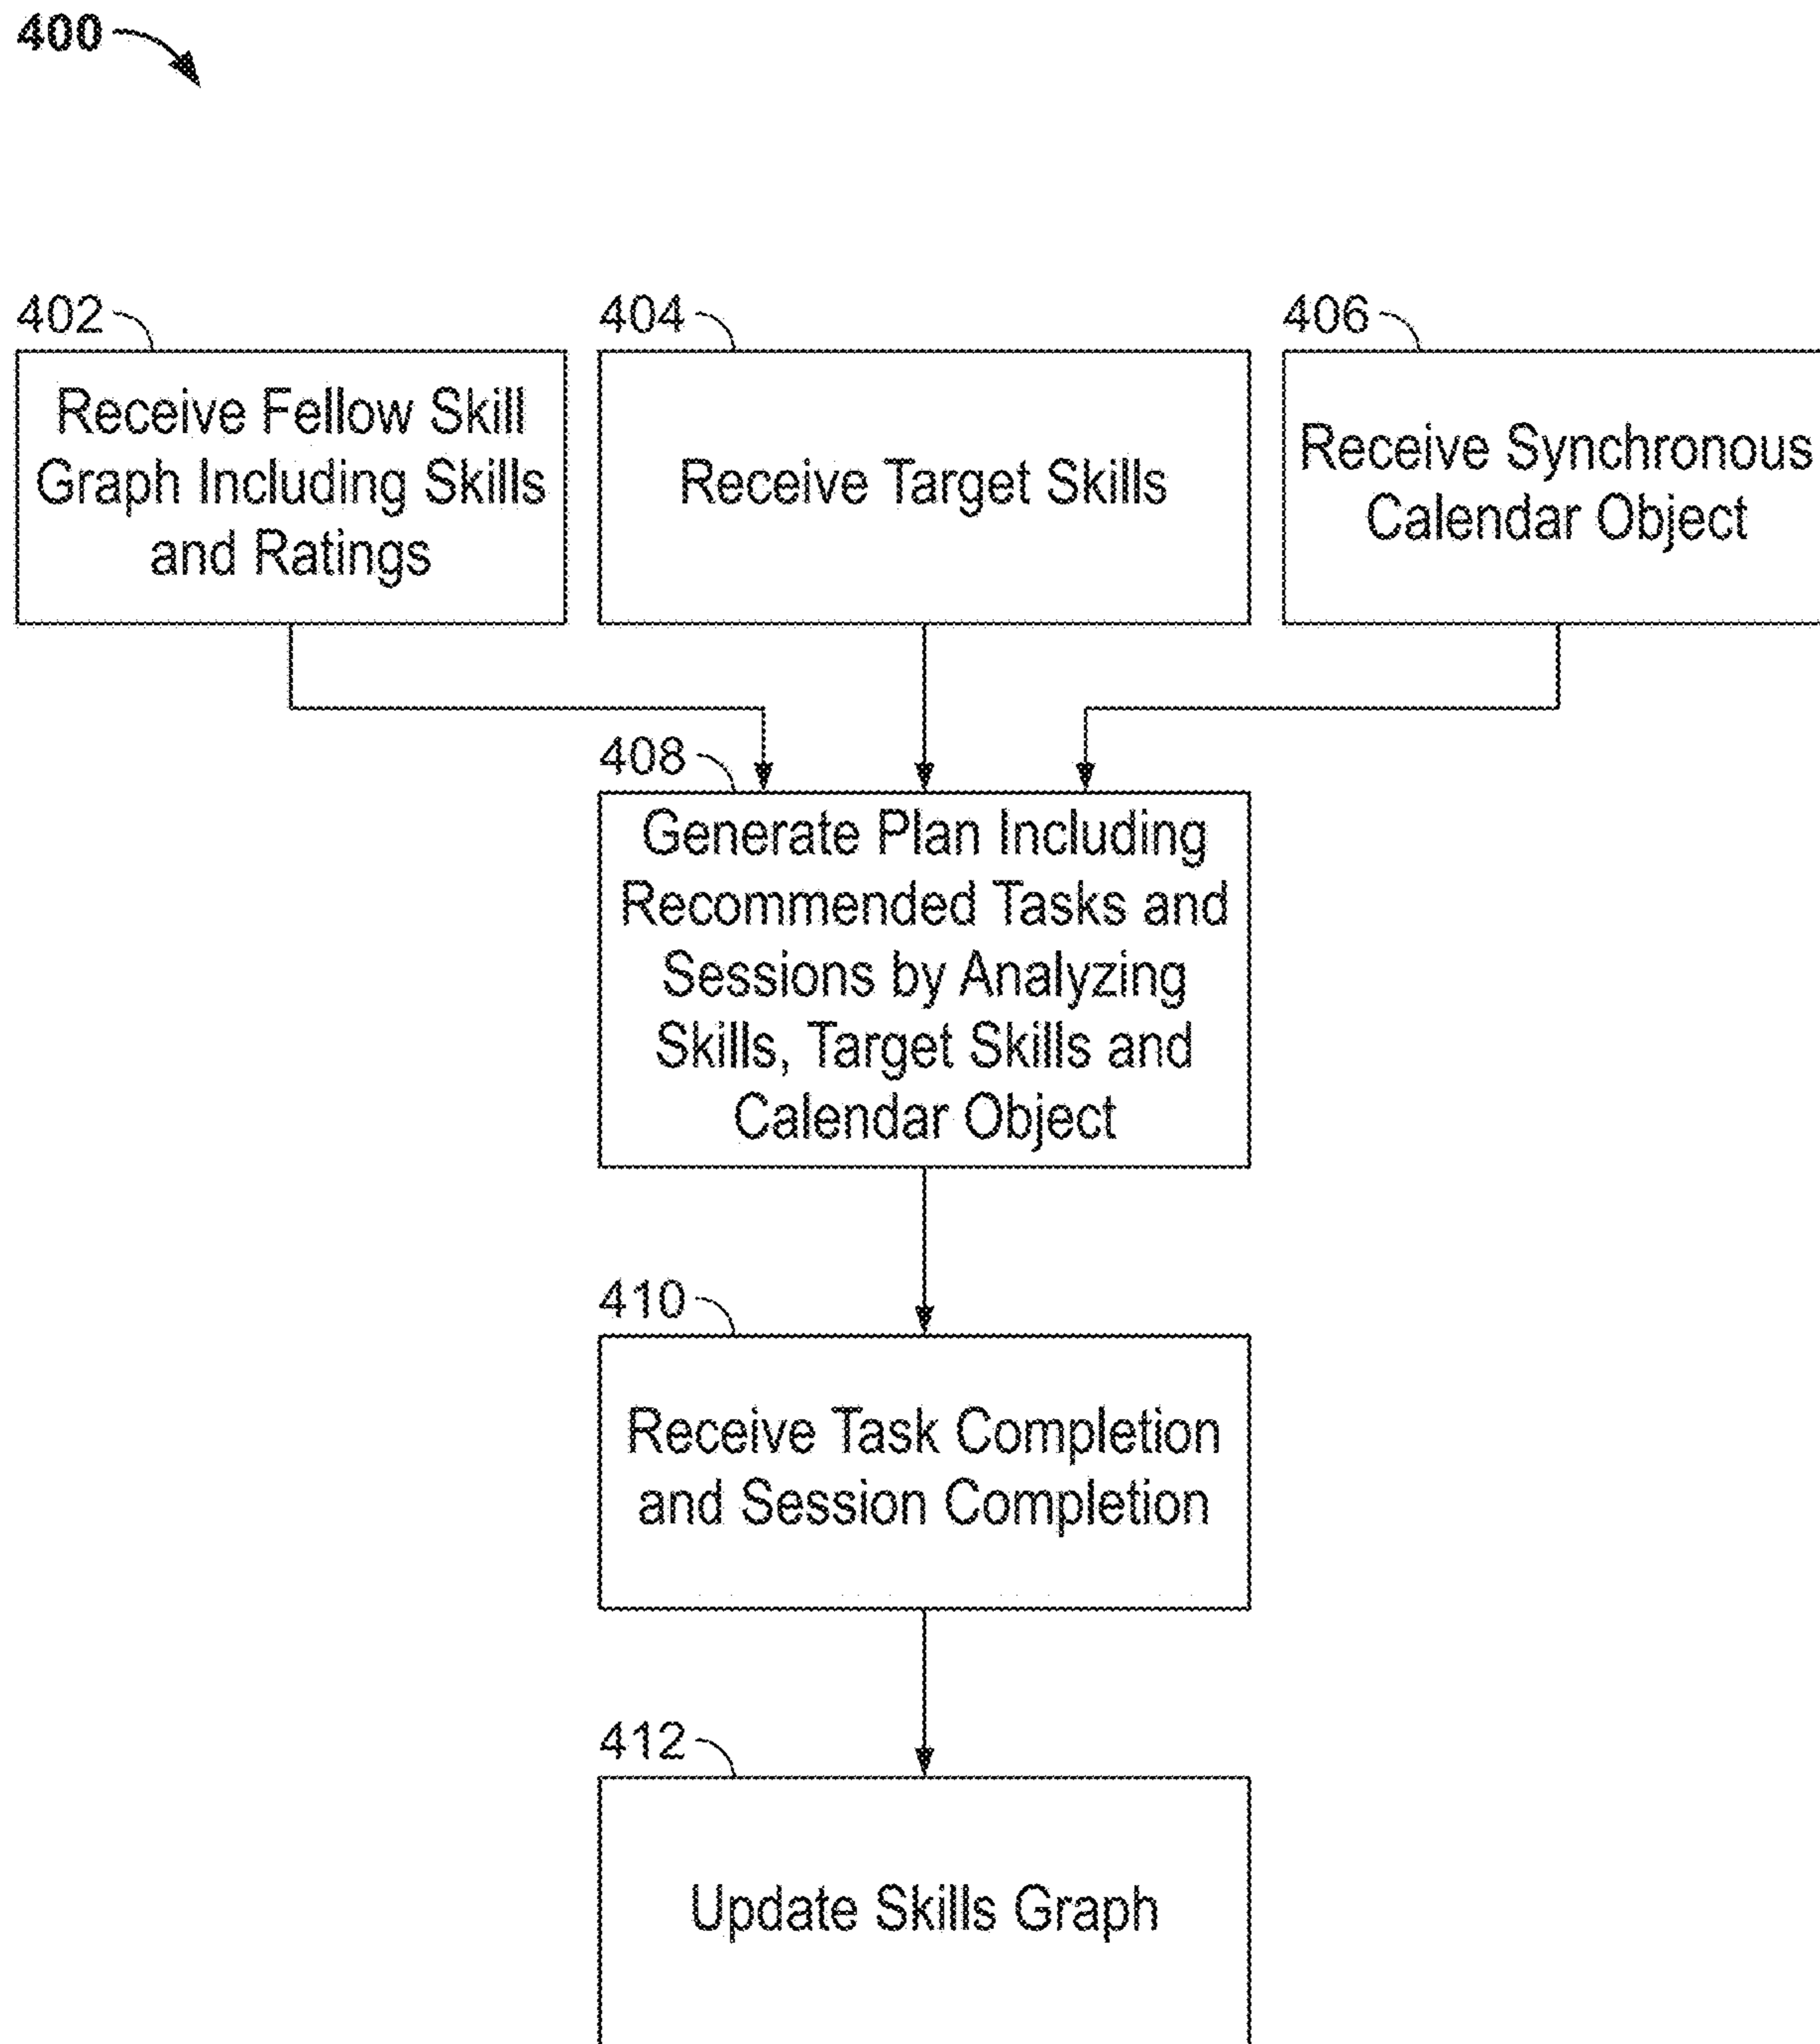 400
402
Receive Fellow Skill
Graph Including Skills
and Ratings
404
Receive Target Skills
406
Receive Synchronous
Calendar Object
408
Generate Plan Including
Recommended Tasks and
Sessions by Analyzing
Skills, Target Skills and
Calendar Object
410
Receive Task Completion
and Session Completion
412
Update Skills Graph